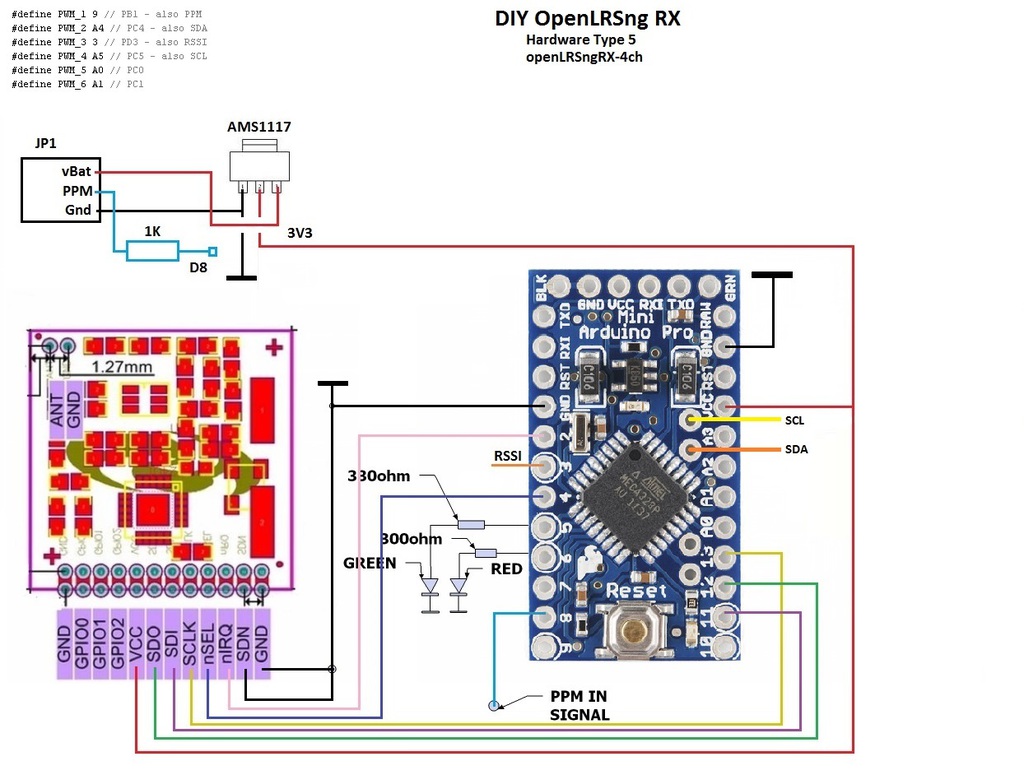 #define PWM_1 9 // PB1 - also PPM
#define PWM_2 A4 // PC4 - also SDA
#define PWM_3 3 // PD3 - also RSSI
#define PWM_4 A5 // PC5 - also SCL
#define PWM_5 A0 // PC0
#define PWM_6 A1 // PC1
DIY OpenLRSng RX
Hardware Type 5
openLRSngRX-4ch
JP1
vBat
PPM
Gnd
AMS1117
1
2
3V3
1K
D8
1.27mm
ANT
GND
GND
GPIO0
GPIO1
GPIO2
VCC
SDO
SDI
SCLK
nSEL
nIRQ
SDN
GND
BLK
GND
VCC
RXI
TXO
GRN
Mini
Arduino Pro
TXO
RXI
RST
GND
2
3
4
5
6
7
8
9
RAW
GND
RST
VCC
A3
A2
A1
A0
13
12
11
10
Reset
SCL
SDA
RSSI
330ohm
300ohm
GREEN
RED
PPM IN
SIGNAL